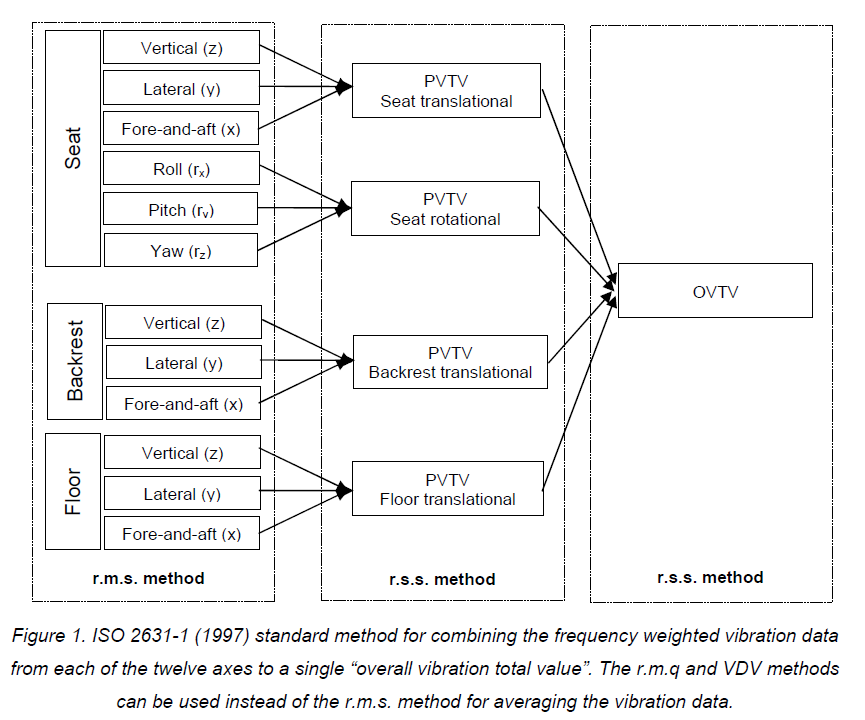 Seat
Vertical (z)
Lateral (y)
Fore-and-aft (x)
Roll (rx)
Pitch (ry)
Yaw (rz)
Backrest
Vertical (z)
Lateral (y)
Fore-and-aft (x)
Floor
Vertical (z)
Lateral (y)
Fore-and-aft (x)
r.m.s. method
PVTV
Seat translational
PVTV
Seat rotational
PVTV
Backrest translational
PVTV
Floor translational
r.s.s. method
OVTV
r.s.s. method
Figure 1. ISO 2631-1 (1997) standard method for combining the frequency weighted vibration data
from each of the twelve axes to a single “overall vibration total value”. The r.m.q and VDV methods
can be used instead of the r.m.s. method for averaging the vibration data.